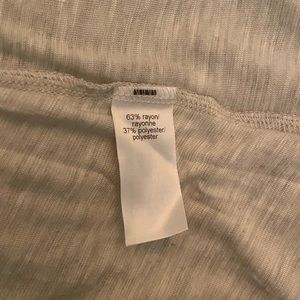 63% rayon/
rayonne
37% polyester/
polyester